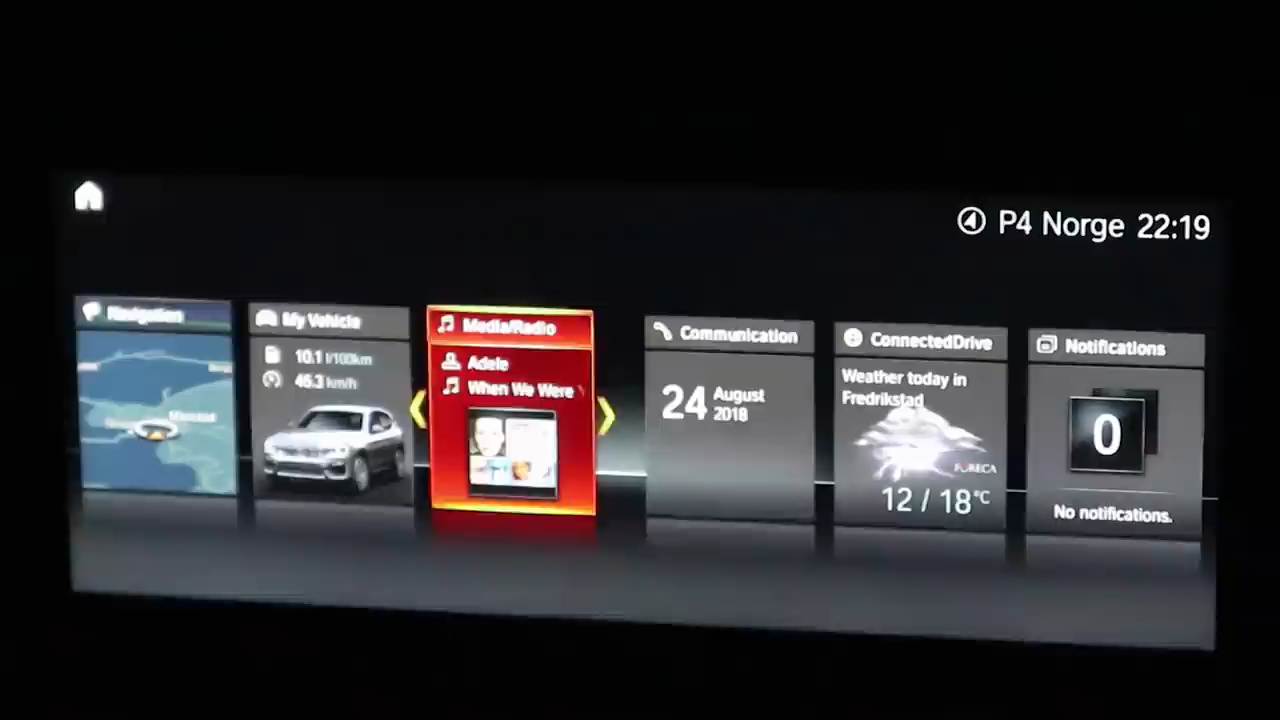 P4 Norge 22:19
Navigation
My Vehicle
10.1 l/100km
46.3 km/h
Media/Radio
Adele
When We Were
Communication
24 August
2018
ConnectedDrive
Weather today in
Fredrikstad
FORECA
12 / 18°C
Notifications
0
No notifications.